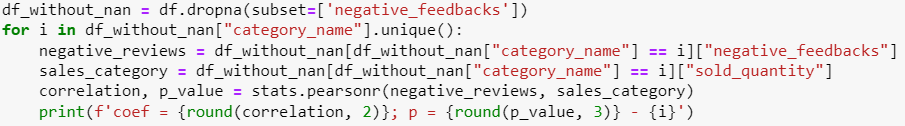 df_without_nan = df.dropna(subset=['negative_feedbacks'])
for i in df_without_nan["category_name"].unique():
    negative_reviews = df_without_nan[df_without_nan["category_name"] == i]["negative_feedbacks"]
    sales_category = df_without_nan[df_without_nan["category_name"] == i]["sold_quantity"]
    correlation, p_value = stats.pearsonr(negative_reviews, sales_category)
    print(f'coef = {round(correlation, 2)}; p = {round(p_value, 3)} - {i}')